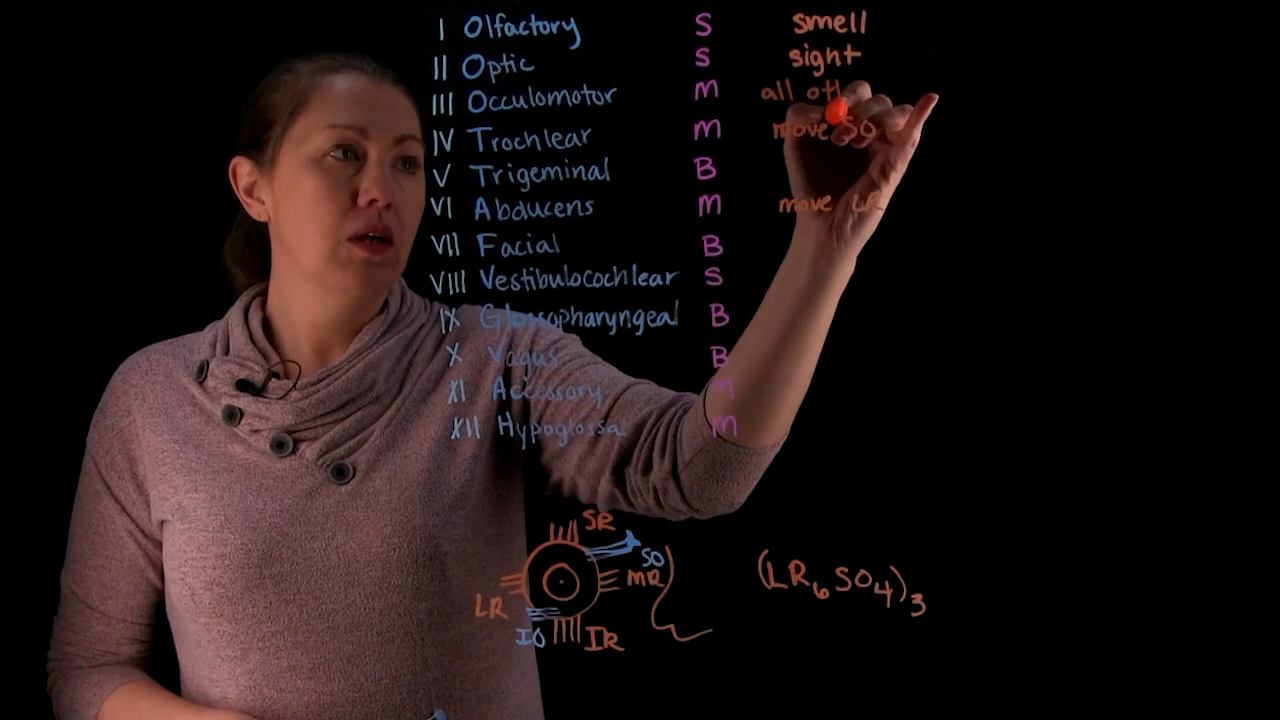 I Olfactory S smell
II Optic S sight
III Occulomotor M all oth
IV Trochlear M move SO
V Trigeminal B
VI Abducens M move LR
VII Facial B
VIII Vestibulocochlear S
IX Glossopharyngeal B
X Vagus B
XI Accessory M
XII Hypoglossal M
SR
SO
MR
LR
IO
IR
(LR6SO4)3